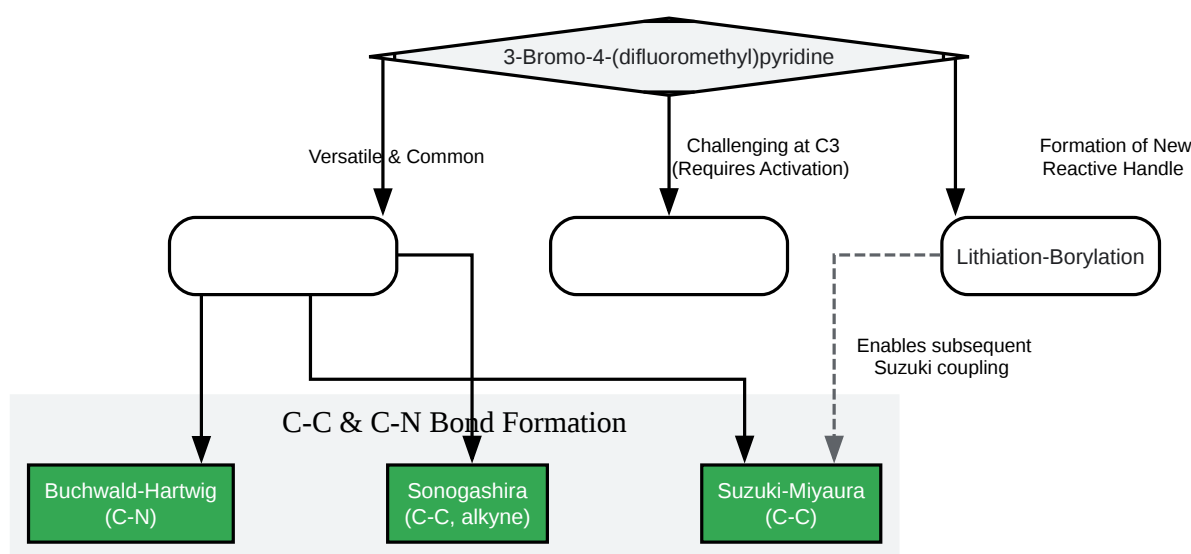 3-Bromo-4-(difluoromethyl)pyridine
Versatile & Common
Challenging at C3
(Requires Activation)
Formation of New
Reactive Handle
Lithiation-Borylation
Enables subsequent
Suzuki coupling
C-C & C-N Bond Formation
Buchwald-Hartwig
(C-N)
Sonogashira
(C-C, alkyne)
Suzuki-Miyaura
(C-C)